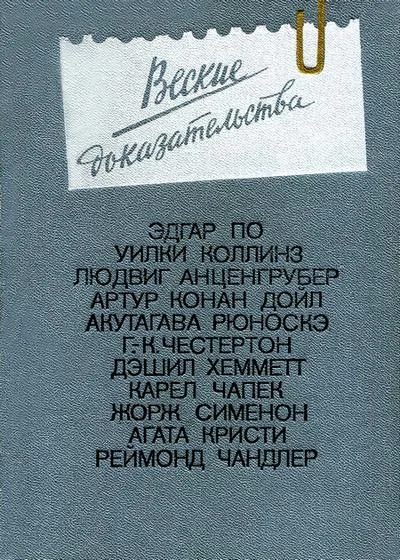 Веские
доказательства
ЭДГАР ПО
УИЛКИ КОЛЛИНЗ
ЛЮДВИГ АНЦЕНГРУБЕР
АРТУР КОНАН ДОЙЛ
АКУТАГАВА РЮНОСКЭ
Г.-К. ЧЕСТЕРТОН
ДЭШИЛ ХЕММЕТТ
КАРЕЛ ЧАПЕК
ЖОРЖ СИМЕНОН
АГАТА КРИСТИ
РЕЙМОНД ЧАНДЛЕР